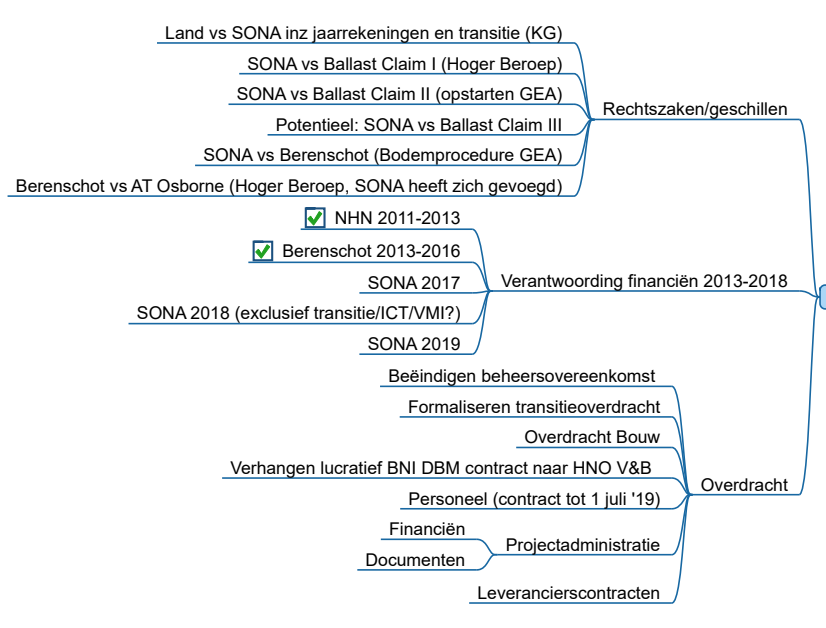 Land vs SONA inz jaarrekeningen en transitie (KG)
SONA vs Ballast Claim I (Hoger Beroep)
SONA vs Ballast Claim II (opstarten GEA)
Rechtszaken/geschillen
Potentieel: SONA vs Ballast Claim III
SONA vs Berenschot (Bodemprocedure GEA)
Berenschot vs AT Osborne (Hoger Beroep, SONA heeft zich gevoegd)
NHN 2011-2013
Berenschot 2013-2016
SONA 2017
Verantwoording financiën 2013-2018
SONA 2018 (exclusief transitie/ICT/VMI?)
SONA 2019
Beëindigen beheersovereenkomst
Formaliseren transitieoverdracht
Overdracht Bouw
Verhangen lucratief BNI DBM contract naar HNO V&B
Overdracht
Personeel (contract tot 1 juli '19)
Financiën
Projectadministratie
Documenten
Leverancierscontracten